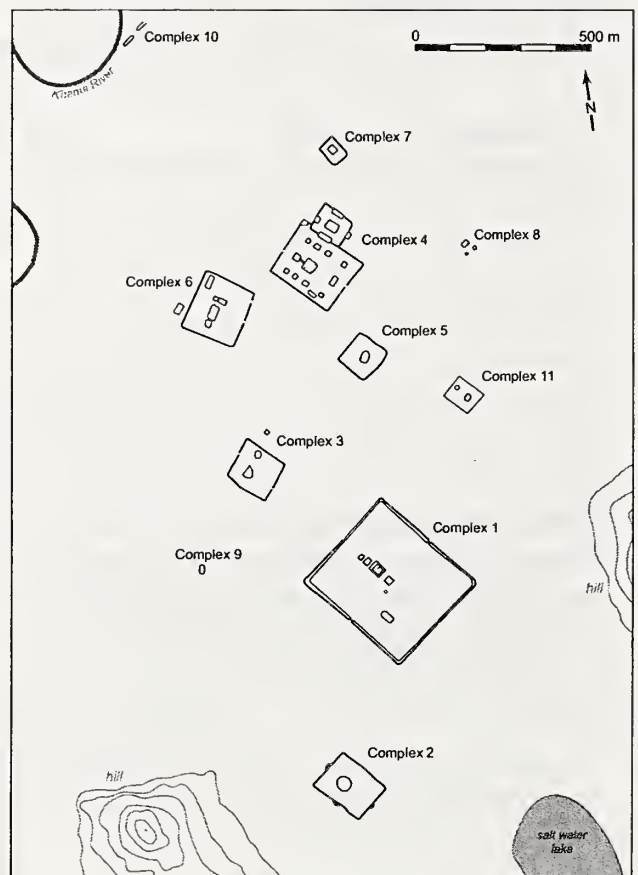 Complex 10
0 500 m
River
N
Complex 7
Complex 4
Complex 8
Complex 6
Complex 5
Complex 11
Complex 3
Complex 1
Complex 9
hill
Complex 2
hill
salt water
lake